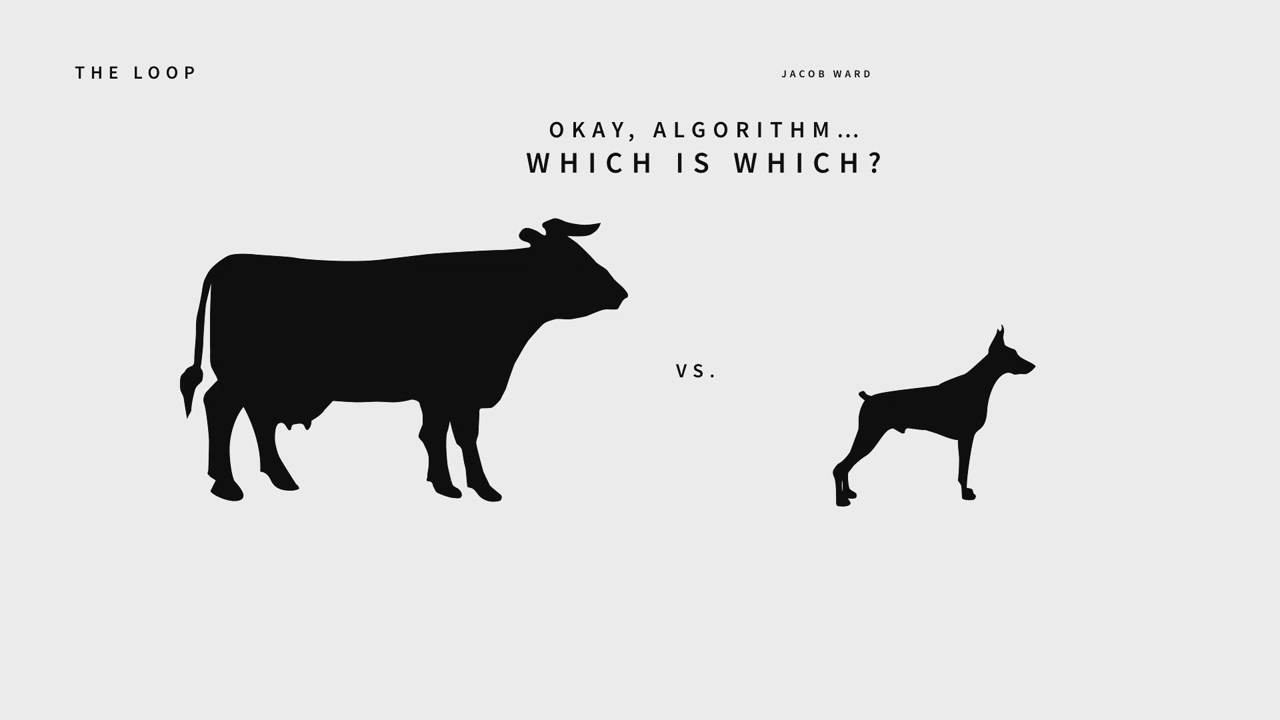 THE LOOP
JACOB WARD
OKAY, ALGORITHM...
WHICH IS WHICH?
VS.